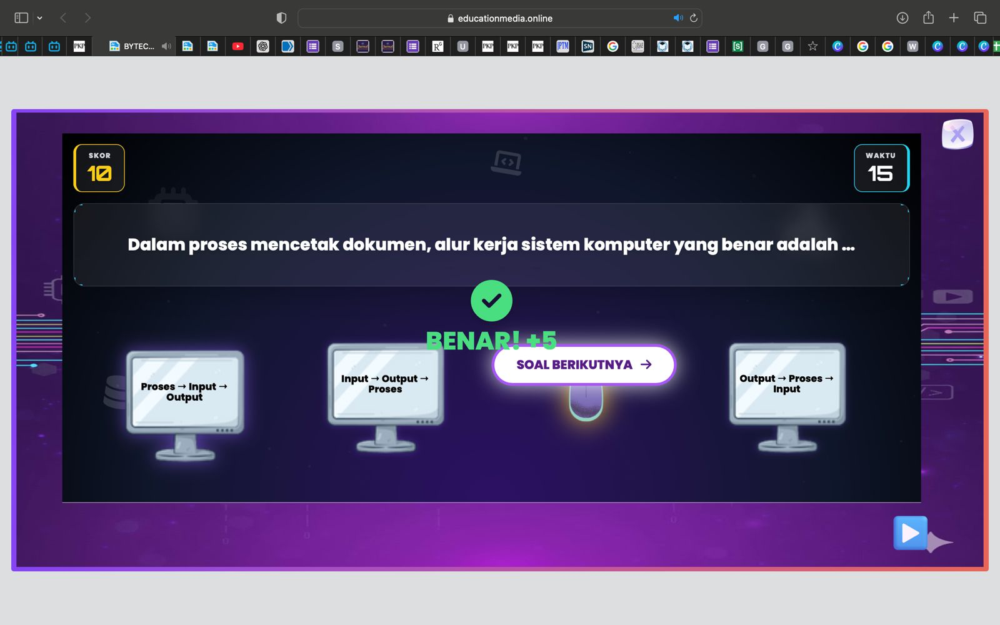 educationmedia.online
BYTEC...
SKOR
10
WAKTU
15
Dalam proses mencetak dokumen, alur kerja sistem komputer yang benar adalah ...
BENAR! +5
SOAL BERIKUTNYA →
Proses → Input →
Output
Input → Output →
Proses
Output → Proses →
Input